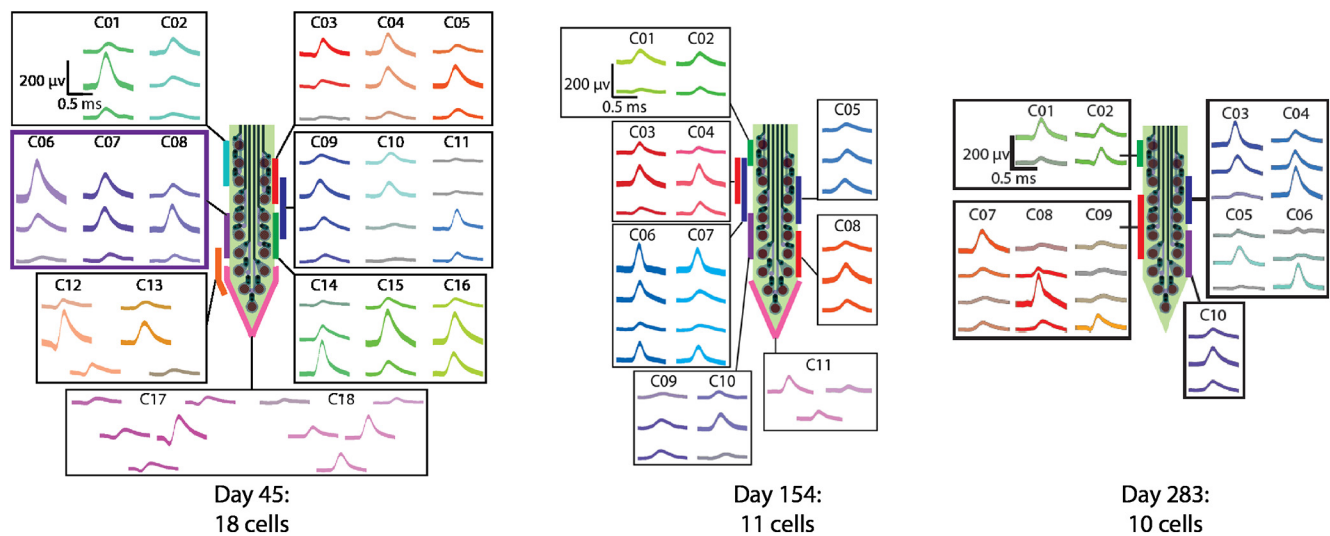 C01 C02
200 μv
0.5 ms
C03 C04 C05
C06 C07 C08
C09 C10 C11
C12 C13
C14 C15 C16
C17 C18
Day 45:
18 cells
C01 C02
200 μv
0.5 ms
C03 C04
C05
C06 C07
C08
C09 C10
C11
Day 154:
11 cells
C01 C02
200 μv
0.5 ms
C03 C04
C05 C06
C07 C08 C09
C10
Day 283:
10 cells